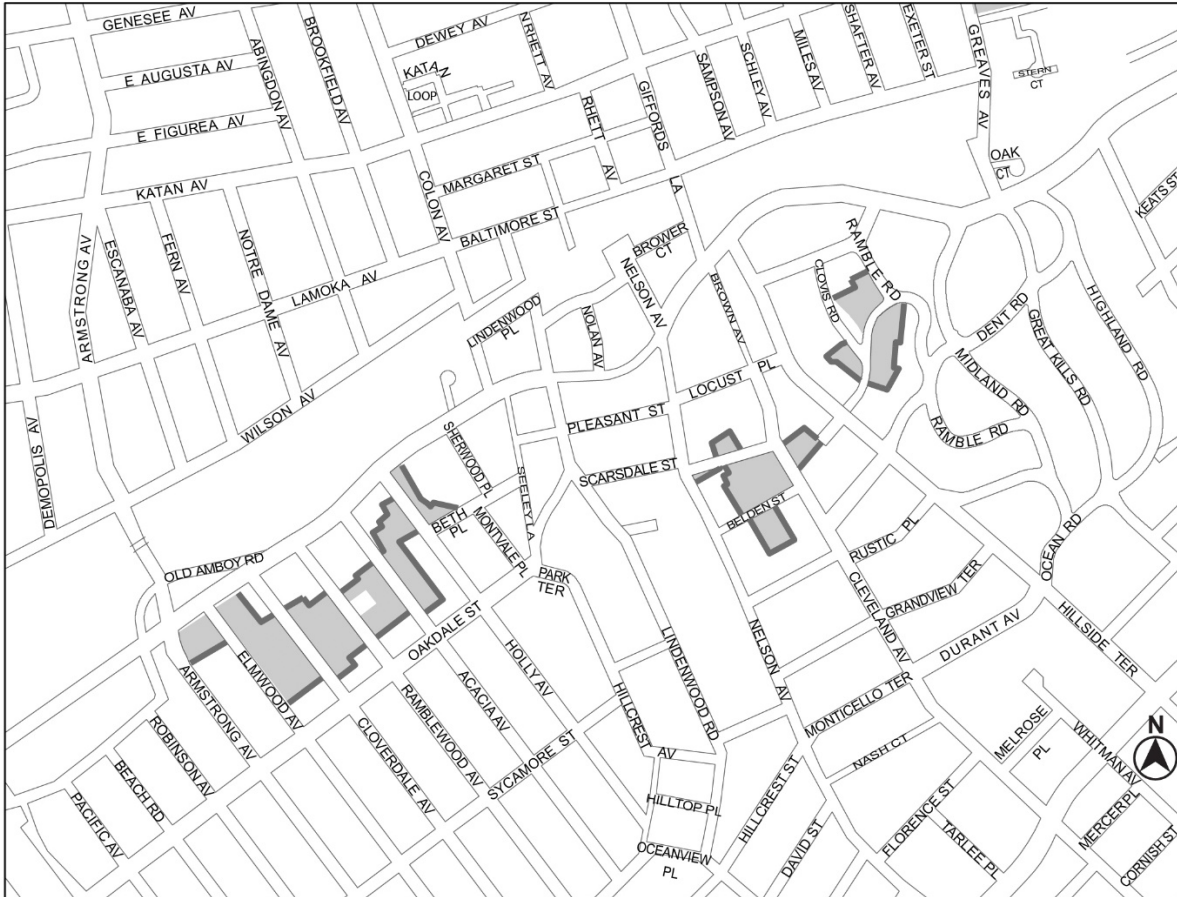 GENESEE AV
E AUGUSTA AV
E FIGUREA AV
KATAN AV
ABINGDON AV
BROOKFIELD AV
DEWEY AV
N RHETT AV
KATAN
LOOP
RHETT AV
GIFFORDS LA
SAMPSON AV
SCHLEY AV
MILES AV
SHAFTER AV
EXETER ST
GREAVES AV
STERN
CT
OAK
CT
KEATS ST
COLON AV
MARGARET ST
BALTIMORE ST
ARMSTRONG AV
ESCANABA AV
FERN AV
NOTRE DAME AV
LAMOKA AV
LINDENWOOD
PL
NOLAN AV
NELSON AV
BROWER
CT
BROWN AV
CLOVIS RD
RAMBLE RD
DENT RD
GREAT KILLS RD
HIGHLAND RD
MIDLAND RD
RAMBLE RD
DEMOPOLIS AV
WILSON AV
LOCUST PL
PLEASANT ST
SCARSDALE ST
SHERWOOD PL
SEELEY LA
BETH
PL
MONTVALE PL
BELDEN ST
OLD AMBOY RD
PARK
TER
RUSTIC PL
GRANDVIEW TER
OCEAN RD
OAKDALE ST
HOLLY AV
ACACIA AV
RAMBLEWOOD AV
CLOVERDALE AV
ELMWOOD AV
ARMSTRONG AV
ROBINSON AV
BEACH RD
PACIFIC AV
SYCAMORE ST
HILLCREST AV
LINDENWOOD RD
NELSON AV
CLEVELAND AV
DURANT AV
HILLSIDE TER
MONTICELLO TER
NASH CT
MELROSE
PL
WHITMAN AV
N
HILLTOP PL
OCEANVIEW
PL
HILLCREST ST
DAVID ST
FLORENCE ST
TARLEE PL
MERCER PL
CORNISH ST